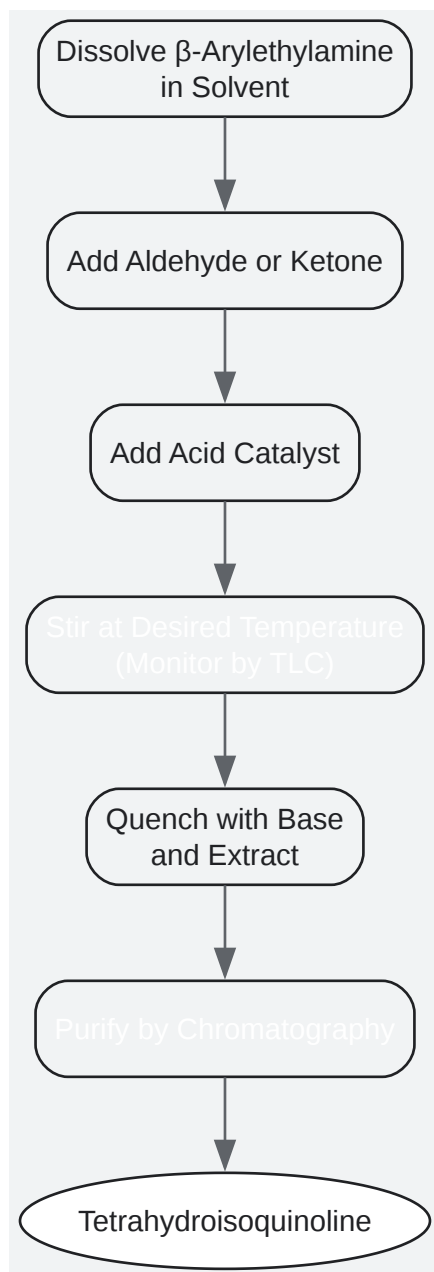 Dissolve β-Arylethylamine
in Solvent
Add Aldehyde or Ketone
Add Acid Catalyst
Stir at Desired Temperature
(Monitor by TLC)
Quench with Base
and Extract
Purify by Chromatography
Tetrahydroisoquinoline